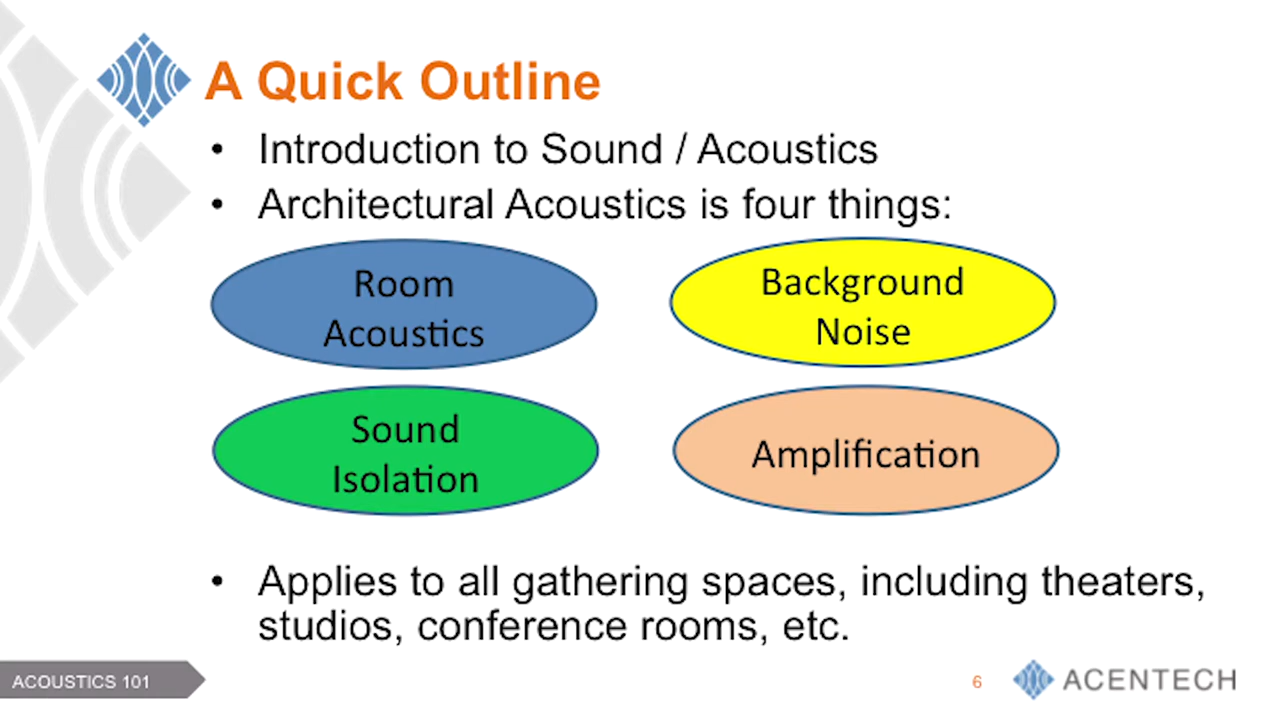 A Quick Outline
• Introduction to Sound / Acoustics
• Architectural Acoustics is four things:
Room
Acoustics
Background
Noise
Sound
Isolation
Amplification
• Applies to all gathering spaces, including theaters,
studios, conference rooms, etc.
ACOUSTICS 101
6
ACENTECH